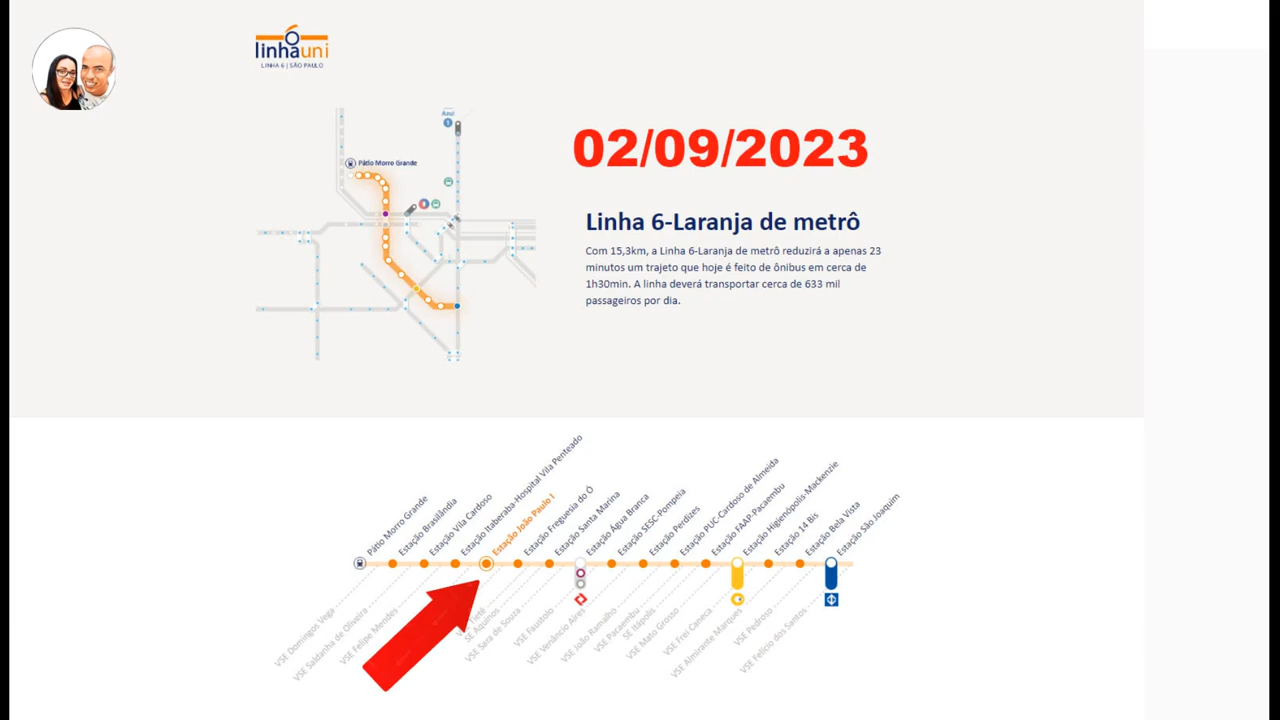 linhauni
LINHA 6 | SÃO PAULO
Azul
1
Pátio Morro Grande
02/09/2023
Linha 6-Laranja de metrô
Com 15,3km, a Linha 6-Laranja de metrô reduzirá a apenas 23
minutos um trajeto que hoje é feito de ônibus em cerca de
1h30min. A linha deverá transportar cerca de 633 mil
passageiros por dia.
Pátio Morro Grande
Estação Brasilândia
Estação Vila Cardoso
Estação Itaberaba-Hospital Vila Penteado
Estação João Paulo I
Estação Freguesia do Ó
Estação Santa Marina
Estação Água Branca
Estação SESC-Pompeia
Estação Perdizes
Estação PUC-Cardoso de Almeida
Estação FAAP-Pacaembu
Estação Higienópolis-Mackenzie
Estação 14 Bis
Estação Bela Vista
Estação São Joaquim
VSE Domingos Vega
VSE Saldanha de Oliveira
VSE Felipe Mendes
Tietê
SE Aquinos
VSE Sara de Souza
VSE Faustolo
VSE Venâncio Aires
VSE João Ramalho
VSE Pacaembu
SE Itápolis
VSE Mato Grosso
VSE Frei Caneca
VSE Almirante Marques
VSE Pedroso
VSE Felício dos Santos